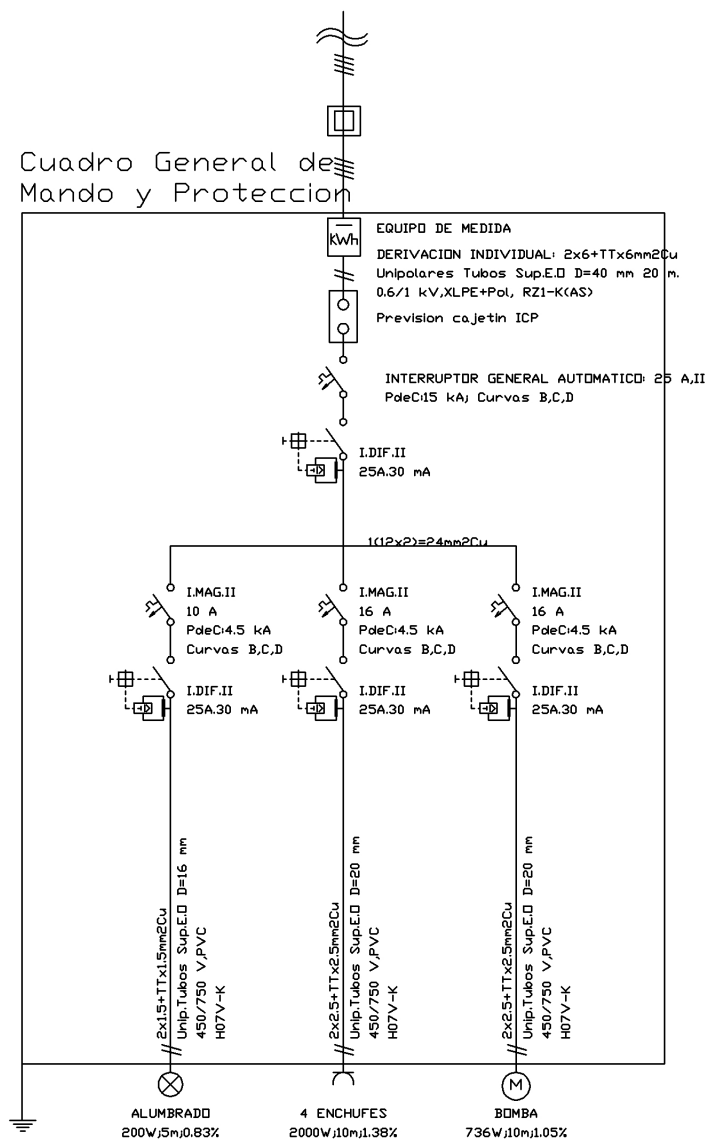 Cuadro General de
Mando y Proteccion
KWh
EQUIPO DE MEDIDA
DERIVACION INDIVIDUAL: 2x6+TTx6mm2Cu
Unipolares Tubos Sup.E.O D=40 mm 20 m.
0.6/1 kV,XLPE+Pol, RZ1-K(AS)
Prevision cajetin ICP
INTERRUPTOR GENERAL AUTOMATICO: 25 A,II
PdeC:15 kA; Curvas B,C,D
I.DIF.II
25A.30 mA
1(12x2)=24mm2Cu
I.MAG.II
10 A
PdeC:4.5 kA
Curvas B,C,D
I.DIF.II
25A.30 mA
I.MAG.II
16 A
PdeC:4.5 kA
Curvas B,C,D
I.DIF.II
25A.30 mA
I.MAG.II
16 A
PdeC:4.5 kA
Curvas B,C,D
I.DIF.II
25A.30 mA
2x1.5+TTx1.5mm2Cu
Unip.Tubos Sup.E.O D=16 mm
450/750 V,PVC
H07V-K
2x2.5+TTx2.5mm2Cu
Unip.Tubos Sup.E.O D=20 mm
450/750 V,PVC
H07V-K
2x2.5+TTx2.5mm2Cu
Unip.Tubos Sup.E.O D=20 mm
450/750 V,PVC
H07V-K
M
ALUMBRADO
200W;5m;0.83%
4 ENCHUFES
2000W;10m;1.38%
BOMBA
736W;10m;1.05%